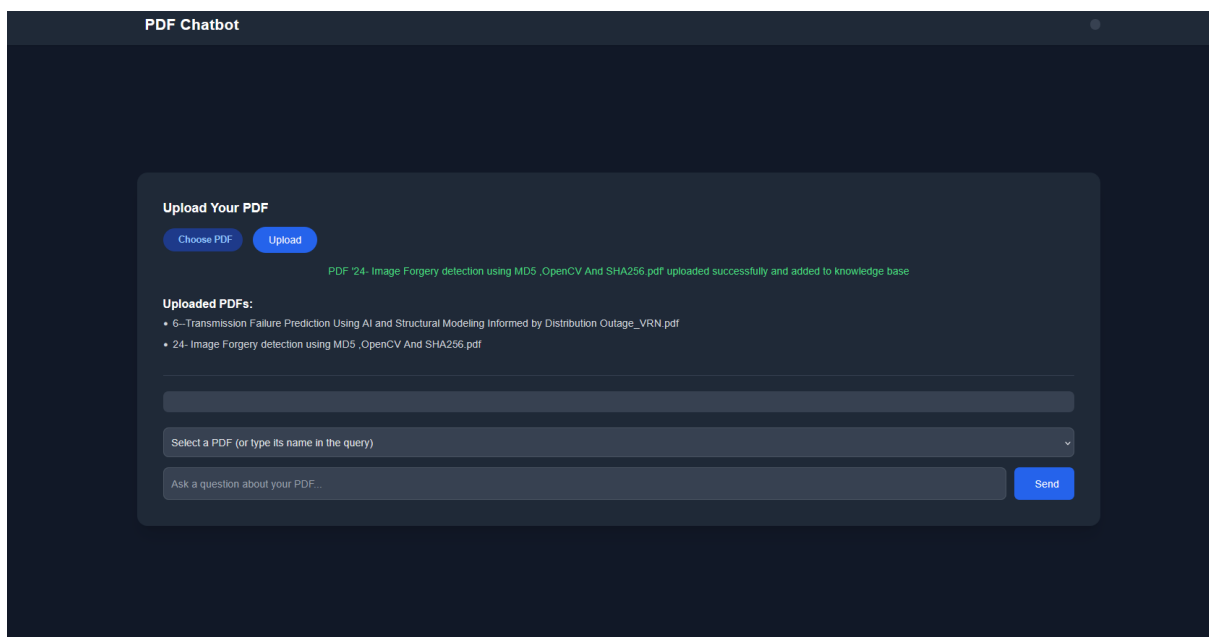 PDF Chatbot
Upload Your PDF
Choose PDF Upload
PDF '24- Image Forgery detection using MD5 ,OpenCV And SHA256.pdf' uploaded successfully and added to knowledge base
Uploaded PDFs:
• 6--Transmission Failure Prediction Using AI and Structural Modeling Informed by Distribution Outage_VRN.pdf
• 24- Image Forgery detection using MD5 ,OpenCV And SHA256.pdf
Select a PDF (or type its name in the query)
Ask a question about your PDF... Send